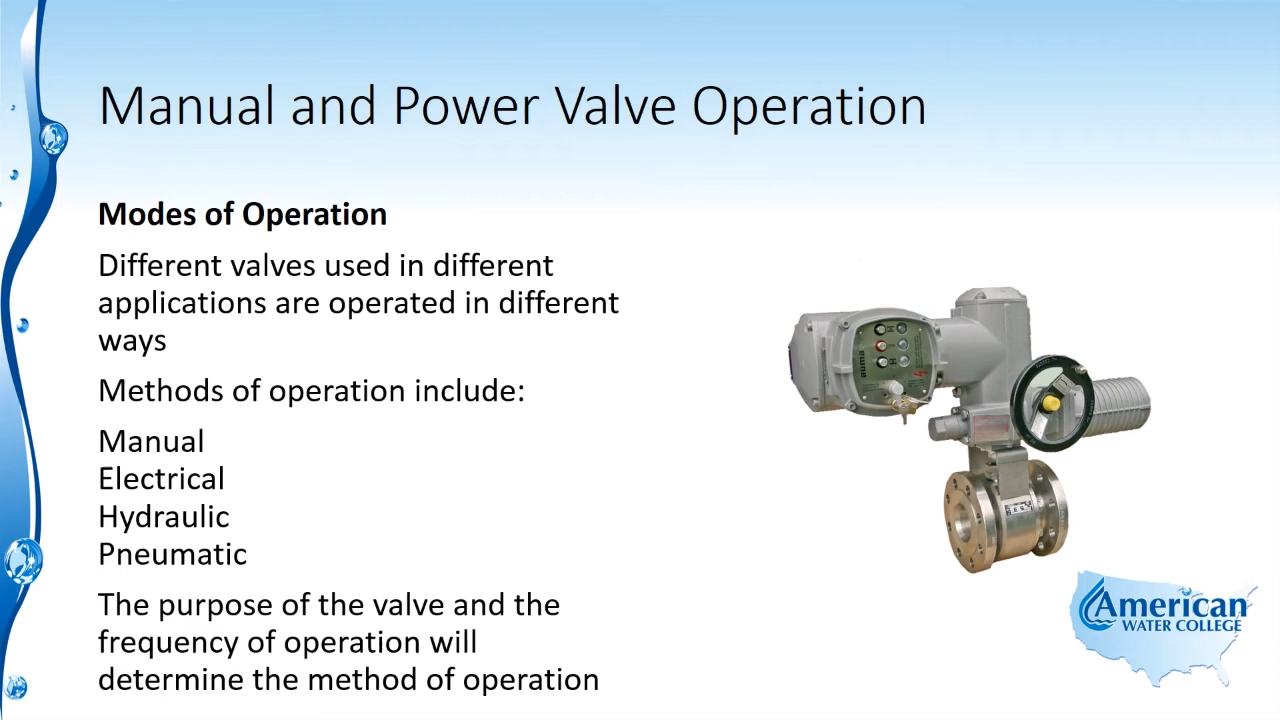 Manual and Power Valve Operation
Modes of Operation
Different valves used in different
applications are operated in different
ways
Methods of operation include:
Manual
Electrical
Hydraulic
Pneumatic
The purpose of the valve and the
frequency of operation will
determine the method of operation
auma
American
WATER COLLEGE